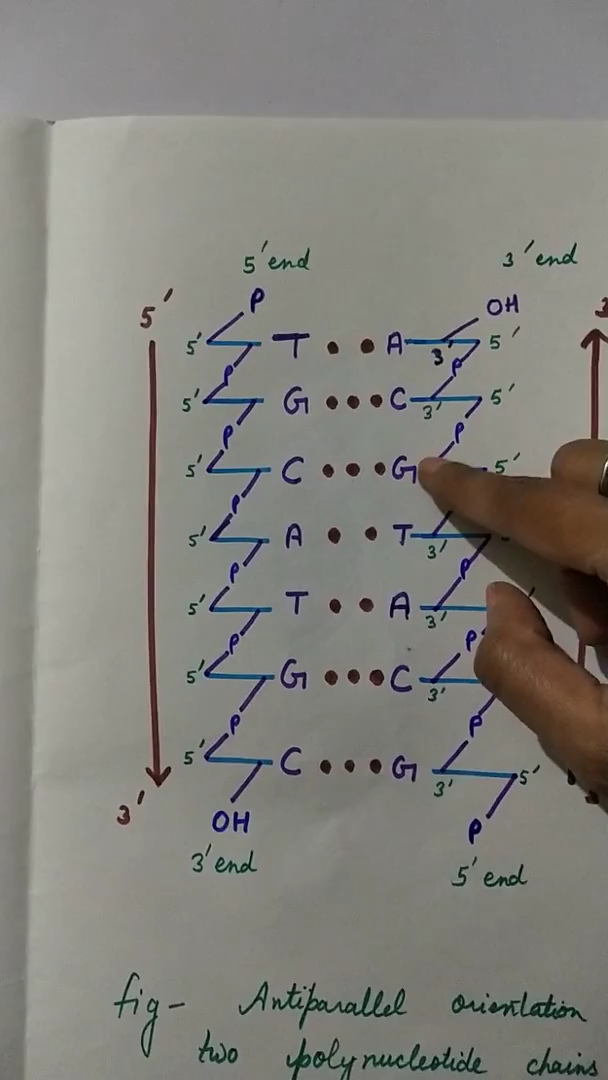 5' end 3' end
5' P OH 3
5' T • • A 3' 5'
P P
5' G • • • C 3' 5'
P P
5' C • • • G 5'
P
5' A • • T 3'
P P
5' T • • A 3'
P P
5' G • • • C 3'
P P
5' C • • • G 3' 5'
3' OH P
3' end 5' end
fig - Antiparallel orientation
two polynucleotide chains